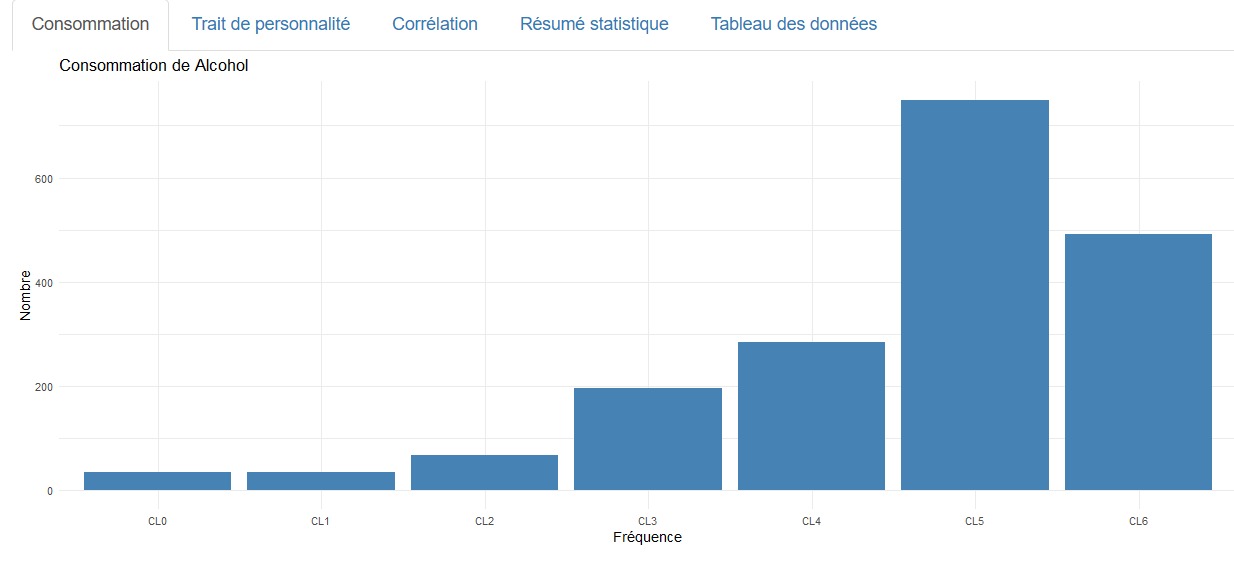 Consommation Trait de personnalité Corrélation Résumé statistique Tableau des données
Consommation de Alcohol
Nombre
600
400
200
0
CL0 CL1 CL2 CL3 CL4 CL5 CL6
Fréquence